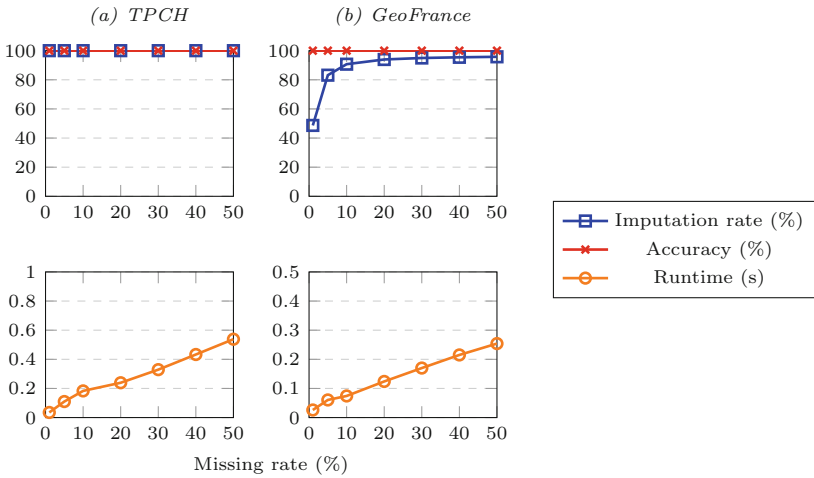 (a) TPCH
(b) GeoFrance
100
80
60
40
20
0
0 10 20 30 40 50
100
80
60
40
20
0
0 10 20 30 40 50
Imputation rate (%)
Accuracy (%)
Runtime (s)
1
0.8
0.6
0.4
0.2
0
0 10 20 30 40 50
0.5
0.4
0.3
0.2
0.1
0
0 10 20 30 40 50
Missing rate (%)